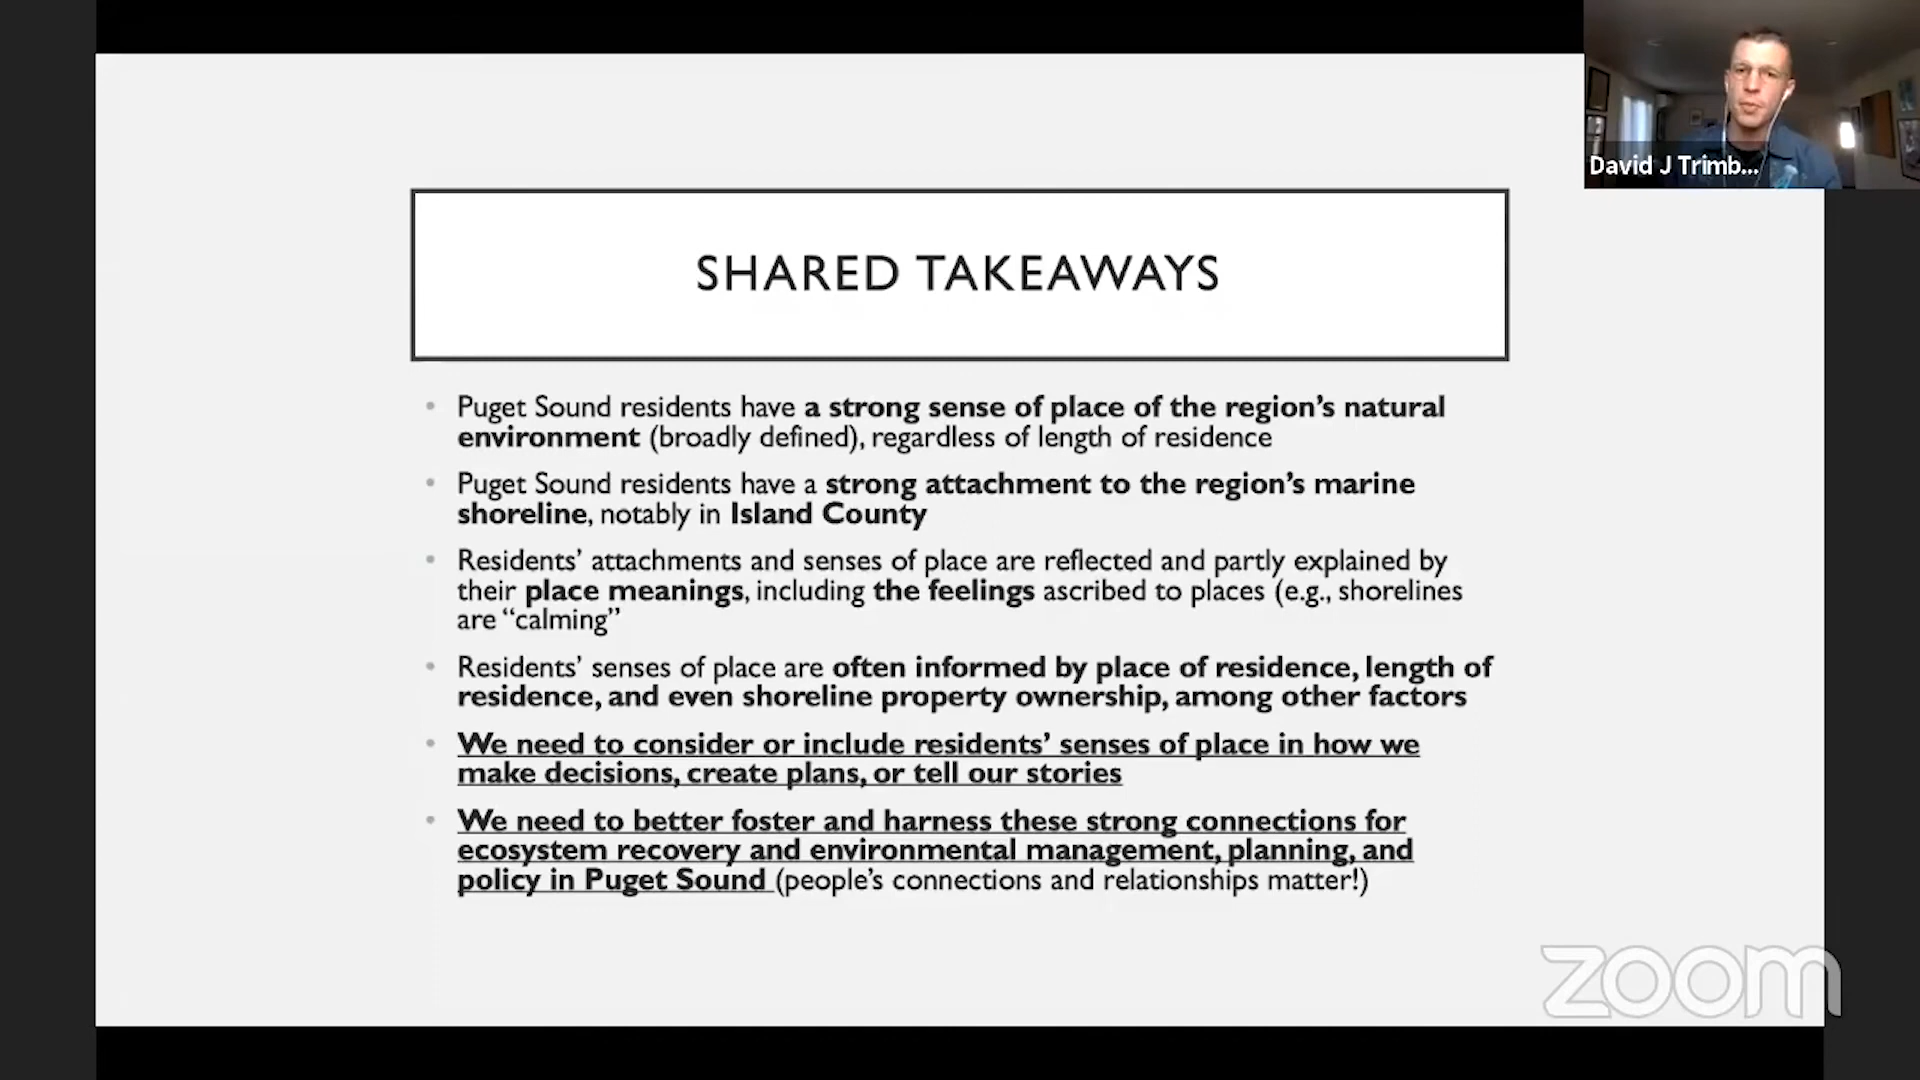 David J Trimb...
SHARED TAKEAWAYS
• Puget Sound residents have a strong sense of place of the region's natural
environment (broadly defined), regardless of length of residence
• Puget Sound residents have a strong attachment to the region's marine
shoreline, notably in Island County
• Residents' attachments and senses of place are reflected and partly explained by
their place meanings, including the feelings ascribed to places (e.g., shorelines
are “calming”
• Residents' senses of place are often informed by place of residence, length of
residence, and even shoreline property ownership, among other factors
• We need to consider or include residents' senses of place in how we
make decisions, create plans, or tell our stories
• We need to better foster and harness these strong connections for
ecosystem recovery and environmental management, planning, and
policy in Puget Sound (people's connections and relationships matter!)
zoom